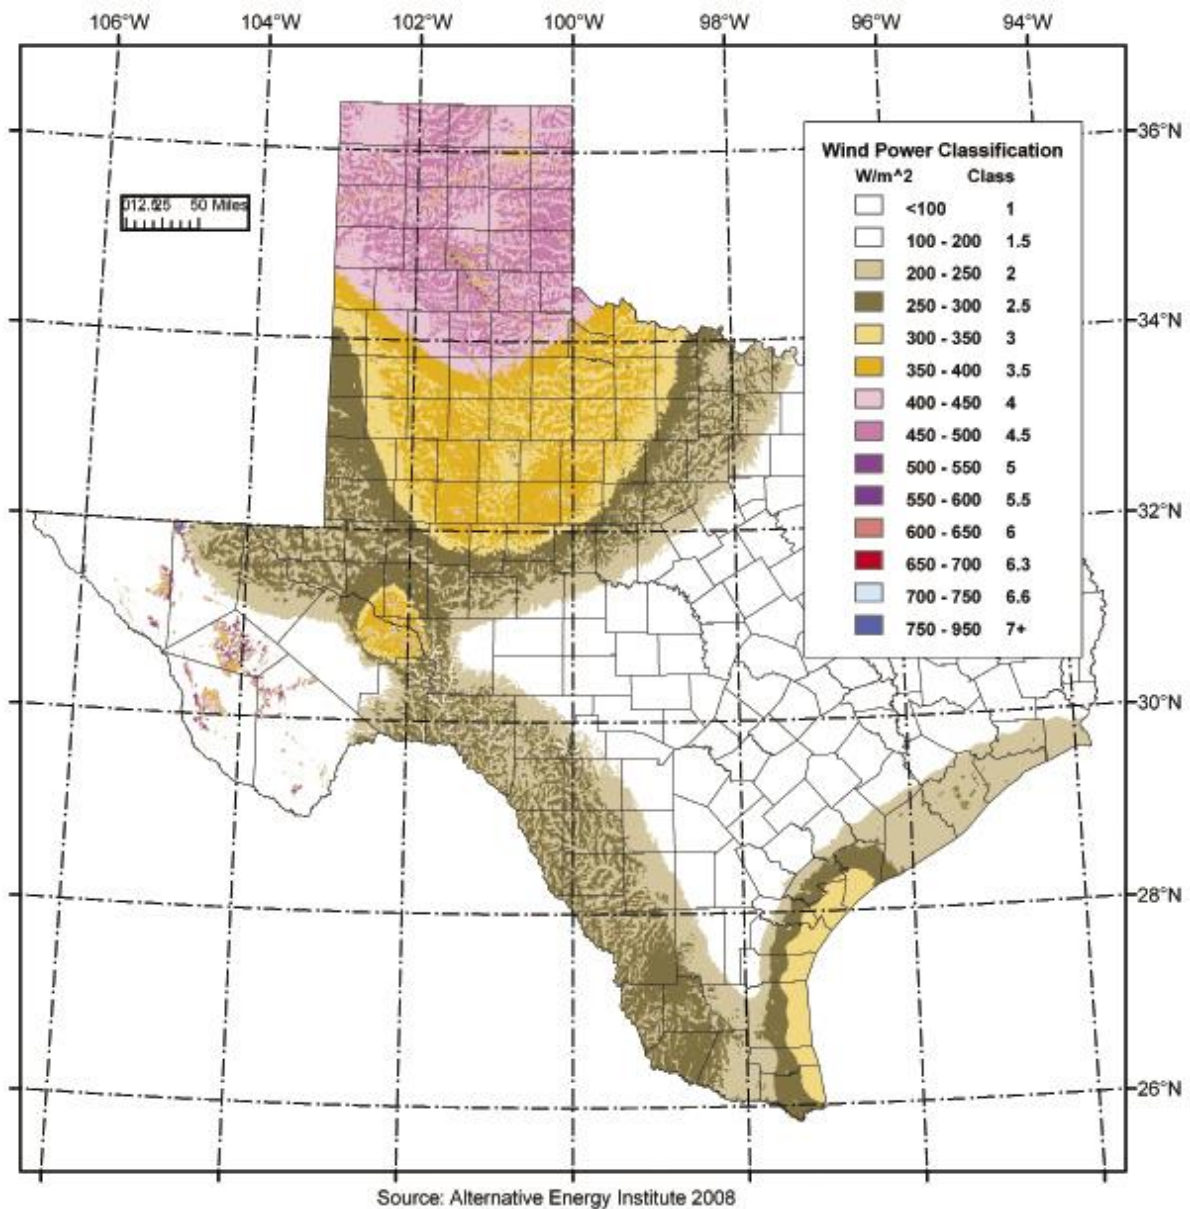 106°W 104°W 102°W 100°W 98°W 96°W 94°W
36°N
34°N
32°N
30°N
28°N
26°N
50 Miles
Wind Power Classification
W/m^2 Class
<100 1
100 - 200 1.5
200 - 250 2
250 - 300 2.5
300 - 350 3
350 - 400 3.5
400 - 450 4
450 - 500 4.5
500 - 550 5
550 - 600 5.5
600 - 650 6
650 - 700 6.3
700 - 750 6.6
750 - 950 7+
Source: Alternative Energy Institute 2008